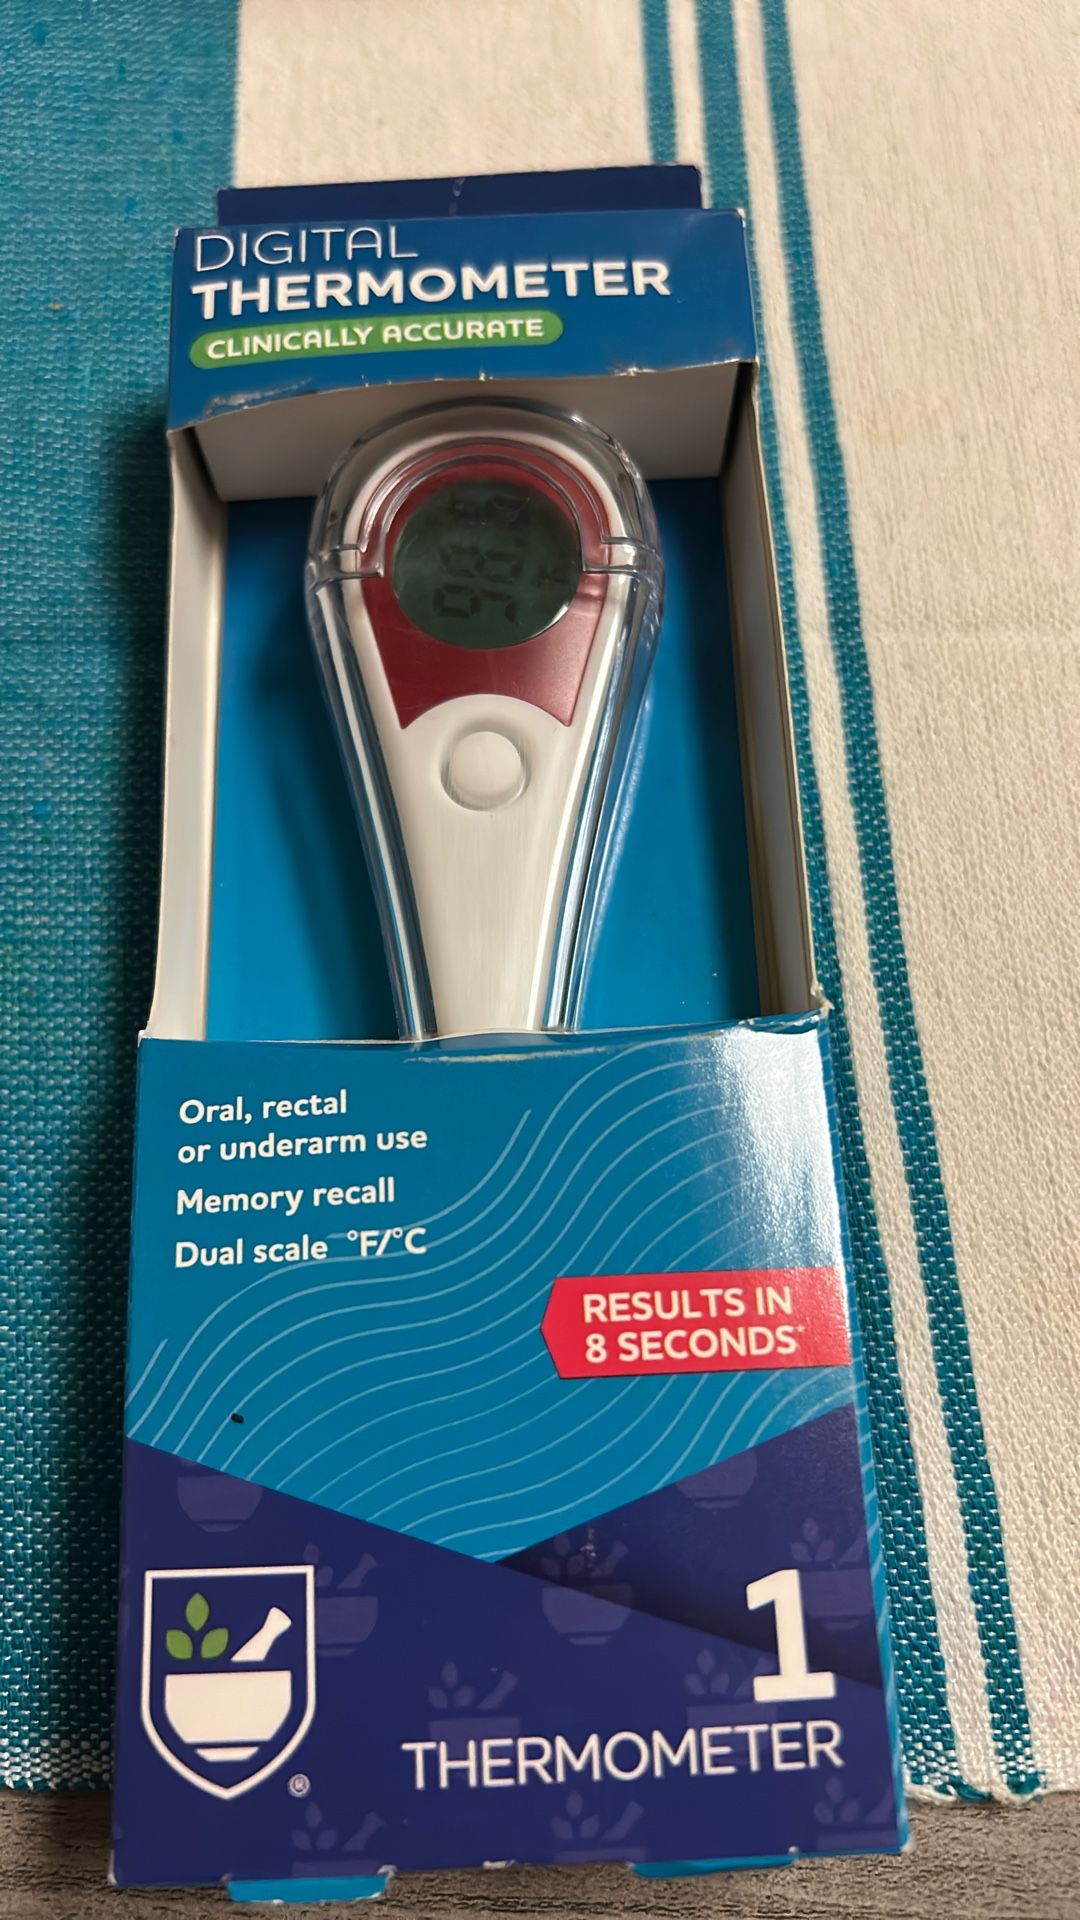 DIGITAL
THERMOMETER
CLINICALLY ACCURATE
Oral, rectal
or underarm use
Memory recall
Dual scale °F/°C
RESULTS IN
8 SECONDS*
1
THERMOMETER
®